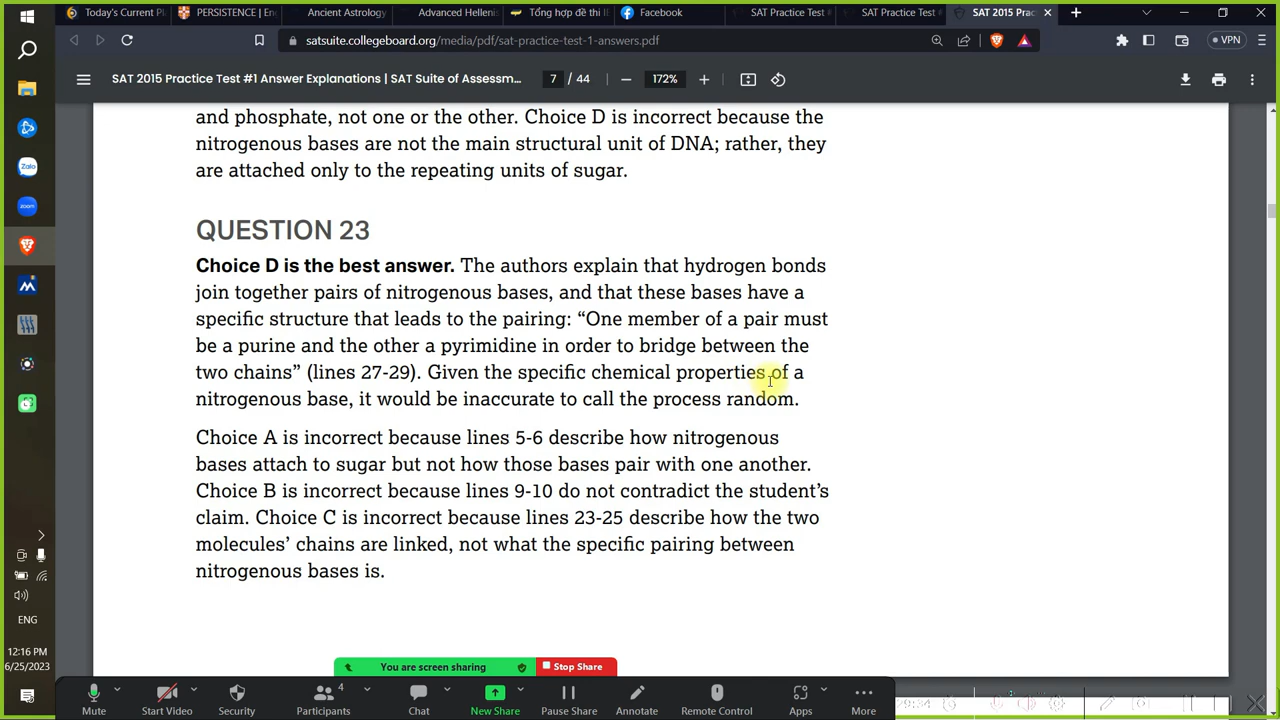 Today's Current Pl
PERSISTENCE | En
Ancient Astrology
Advanced Helleni
Tổng hợp đề thi II
Facebook
SAT Practice Test #
SAT Practice Test #
SAT 2015 Prac
satsuite.collegeboard.org/media/pdf/sat-practice-test-1-answers.pdf
VPN
SAT 2015 Practice Test #1 Answer Explanations | SAT Suite of Assessm...
7 / 44
172%
and phosphate, not one or the other. Choice D is incorrect because the
nitrogenous bases are not the main structural unit of DNA; rather, they
are attached only to the repeating units of sugar.
QUESTION 23
Choice D is the best answer. The authors explain that hydrogen bonds
join together pairs of nitrogenous bases, and that these bases have a
specific structure that leads to the pairing: “One member of a pair must
be a purine and the other a pyrimidine in order to bridge between the
two chains” (lines 27-29). Given the specific chemical properties of a
nitrogenous base, it would be inaccurate to call the process random.
Choice A is incorrect because lines 5-6 describe how nitrogenous
bases attach to sugar but not how those bases pair with one another.
Choice B is incorrect because lines 9-10 do not contradict the student’s
claim. Choice C is incorrect because lines 23-25 describe how the two
molecules’ chains are linked, not what the specific pairing between
nitrogenous bases is.
Zalo
zoom
ENG
12:16 PM
6/25/2023
You are screen sharing
Stop Share
4
Mute
Start Video
Security
Participants
Chat
New Share
Pause Share
Annotate
Remote Control
Apps
More
29:34